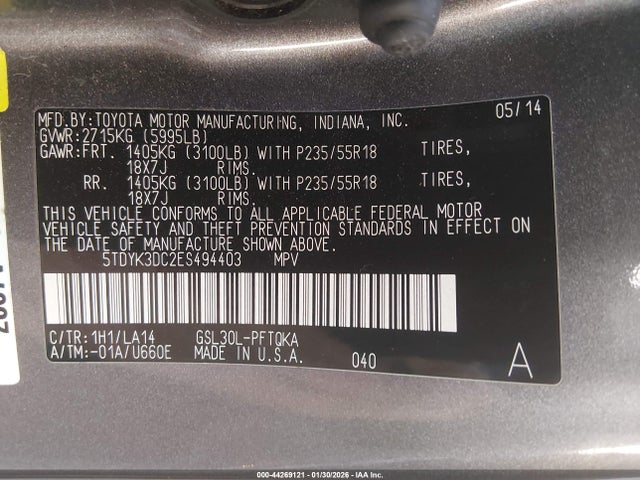 MFD.BY:TOYOTA MOTOR MANUFACTURING, INDIANA, INC. 05/14
GVWR:2715KG (5995LB)
GAWR:FRT. 1405KG (3100LB) WITH P235/55R18 TIRES,
18X7J RIMS.
RR. 1405KG (3100LB) WITH P235/55R18 TIRES,
18X7J RIMS.
THIS VEHICLE CONFORMS TO ALL APPLICABLE FEDERAL MOTOR
VEHICLE SAFETY AND THEFT PREVENTION STANDARDS IN EFFECT ON
THE DATE OF MANUFACTURE SHOWN ABOVE.
5TDYK3DC2ES494403 MPV
C/TR:1H1/LA14 GSL30L-PFTQKA
A/TM:-01A/U660E MADE IN U.S.A. 040 A
000-44269121 - 01/30/2026 - IAA Inc.